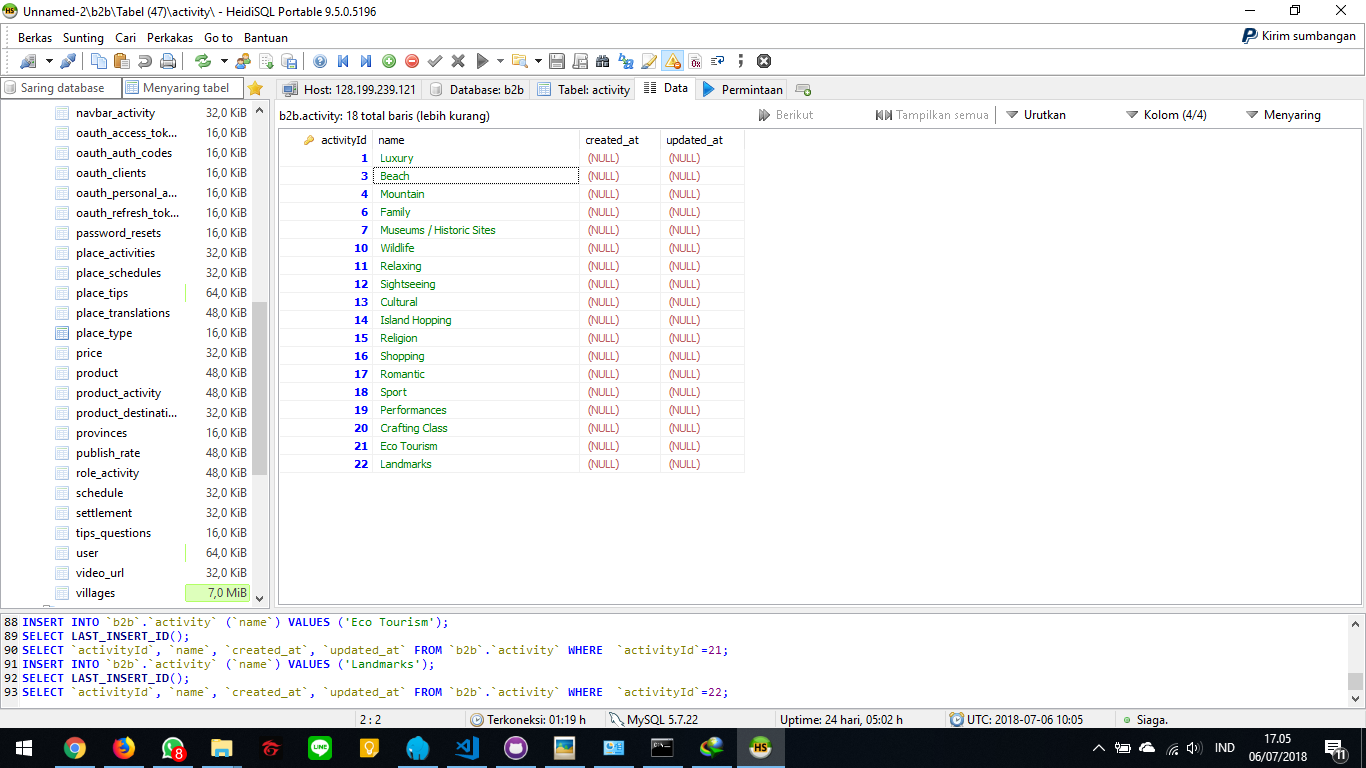 Unnamed-2\b2b\Tabel (47)\activity\ - HeidiSQL Portable 9.5.0.5196
Berkas Sunting Cari Perkakas Go to Bantuan
Kirim sumbangan
Saring database
Menyaring tabel
Host: 128.199.239.121
Database: b2b
Tabel: activity
Data
Permintaan
navbar_activity 32,0 KiB
oauth_access_tok... 16,0 KiB
oauth_auth_codes 16,0 KiB
oauth_clients 16,0 KiB
oauth_personal_a... 16,0 KiB
oauth_refresh_tok... 16,0 KiB
password_resets 16,0 KiB
place_activities 32,0 KiB
place_schedules 32,0 KiB
place_tips 64,0 KiB
place_translations 48,0 KiB
place_type 16,0 KiB
price 32,0 KiB
product 48,0 KiB
product_activity 48,0 KiB
product_destinati... 32,0 KiB
provinces 16,0 KiB
publish_rate 48,0 KiB
role_activity 48,0 KiB
schedule 32,0 KiB
settlement 32,0 KiB
tips_questions 16,0 KiB
user 64,0 KiB
video_url 32,0 KiB
villages 7,0 MiB
b2b.activity: 18 total baris (lebih kurang)
Berikut
Tampilkan semua
Urutkan
Kolom (4/4)
Menyaring
activityId name created_at updated_at
1 Luxury (NULL) (NULL)
3 Beach (NULL) (NULL)
4 Mountain (NULL) (NULL)
6 Family (NULL) (NULL)
7 Museums / Historic Sites (NULL) (NULL)
10 Wildlife (NULL) (NULL)
11 Relaxing (NULL) (NULL)
12 Sightseeing (NULL) (NULL)
13 Cultural (NULL) (NULL)
14 Island Hopping (NULL) (NULL)
15 Religion (NULL) (NULL)
16 Shopping (NULL) (NULL)
17 Romantic (NULL) (NULL)
18 Sport (NULL) (NULL)
19 Performances (NULL) (NULL)
20 Crafting Class (NULL) (NULL)
21 Eco Tourism (NULL) (NULL)
22 Landmarks (NULL) (NULL)
88 INSERT INTO `b2b`.`activity` (`name`) VALUES ('Eco Tourism');
89 SELECT LAST_INSERT_ID();
90 SELECT `activityId`, `name`, `created_at`, `updated_at` FROM `b2b`.`activity` WHERE  `activityId`=21;
91 INSERT INTO `b2b`.`activity` (`name`) VALUES ('Landmarks');
92 SELECT LAST_INSERT_ID();
93 SELECT `activityId`, `name`, `created_at`, `updated_at` FROM `b2b`.`activity` WHERE  `activityId`=22;
2 : 2
Terkoneksi: 01:19 h
MySQL 5.7.22
Uptime: 24 hari, 05:02 h
UTC: 2018-07-06 10:05
Siaga.
8
LINE
HS
IND
17.05
06/07/2018
11